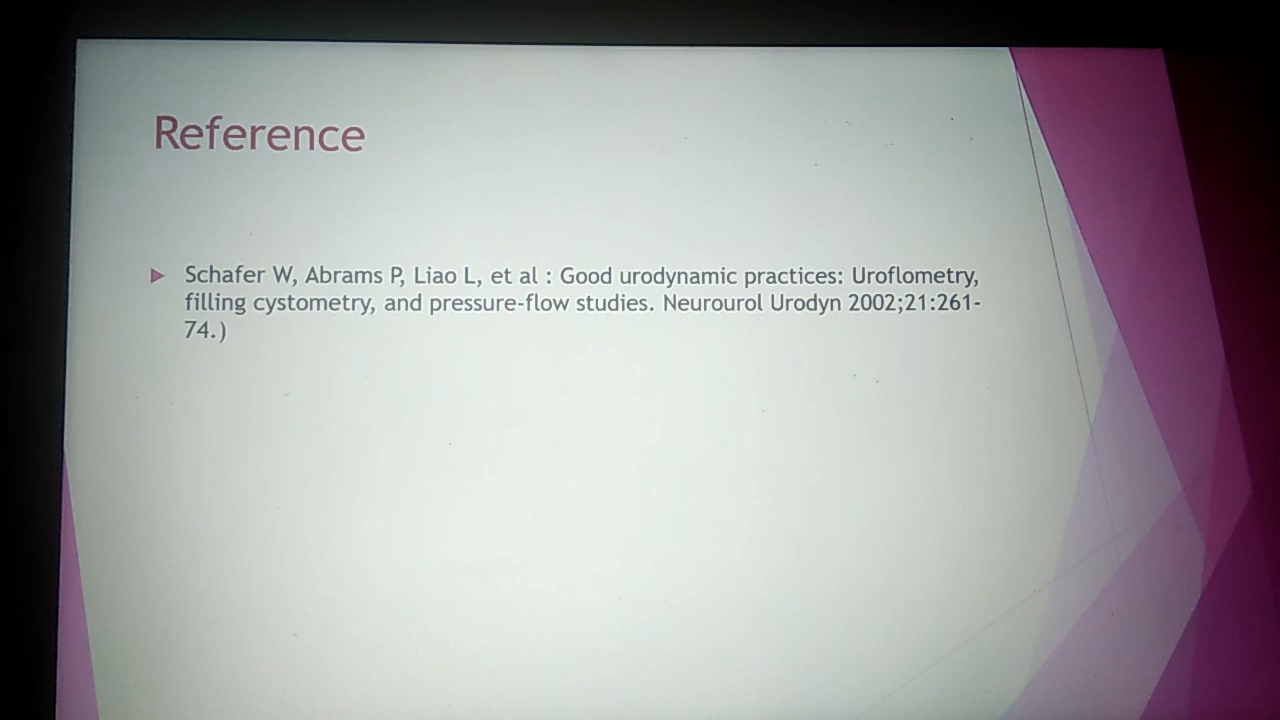 Reference
Schafer W, Abrams P, Liao L, et al : Good urodynamic practices: Uroflometry,
filling cystometry, and pressure-flow studies. Neurourol Urodyn 2002;21:261-
74.)